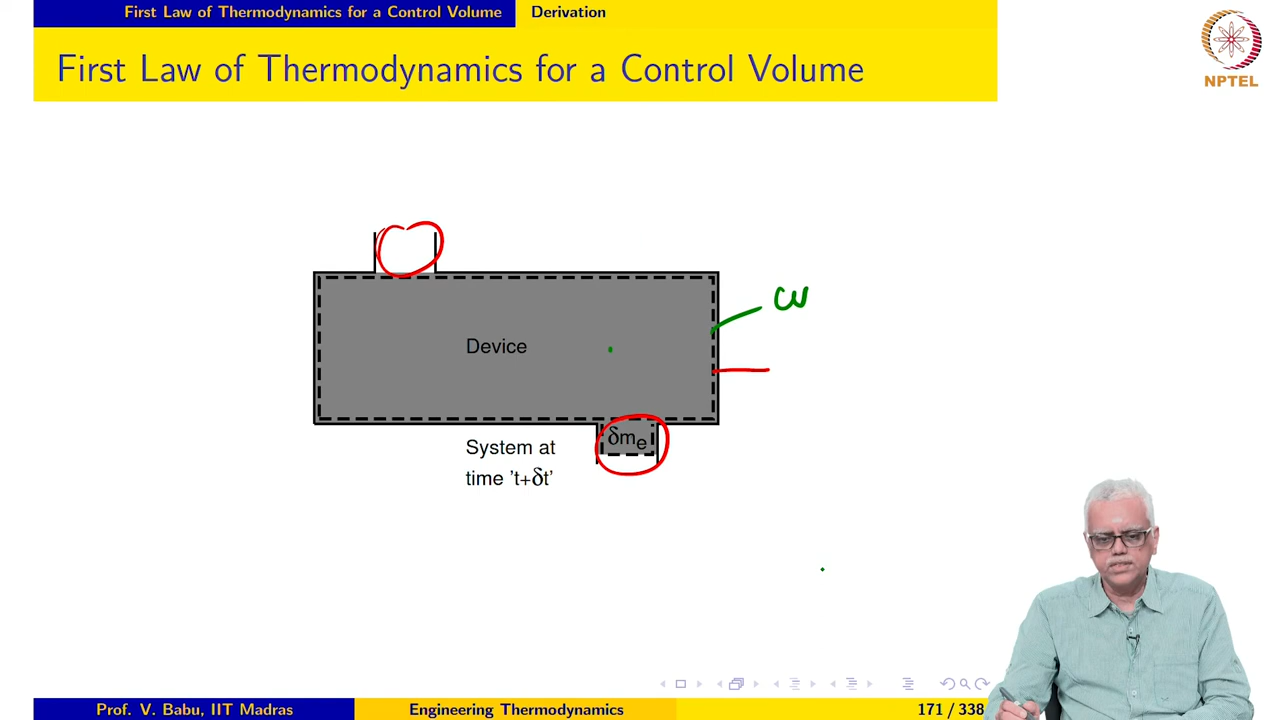 First Law of Thermodynamics for a Control Volume Derivation
First Law of Thermodynamics for a Control Volume
NPTEL
CV
Device
δme
System at
time 't+δt'
Prof. V. Babu, IIT Madras Engineering Thermodynamics 171 / 338